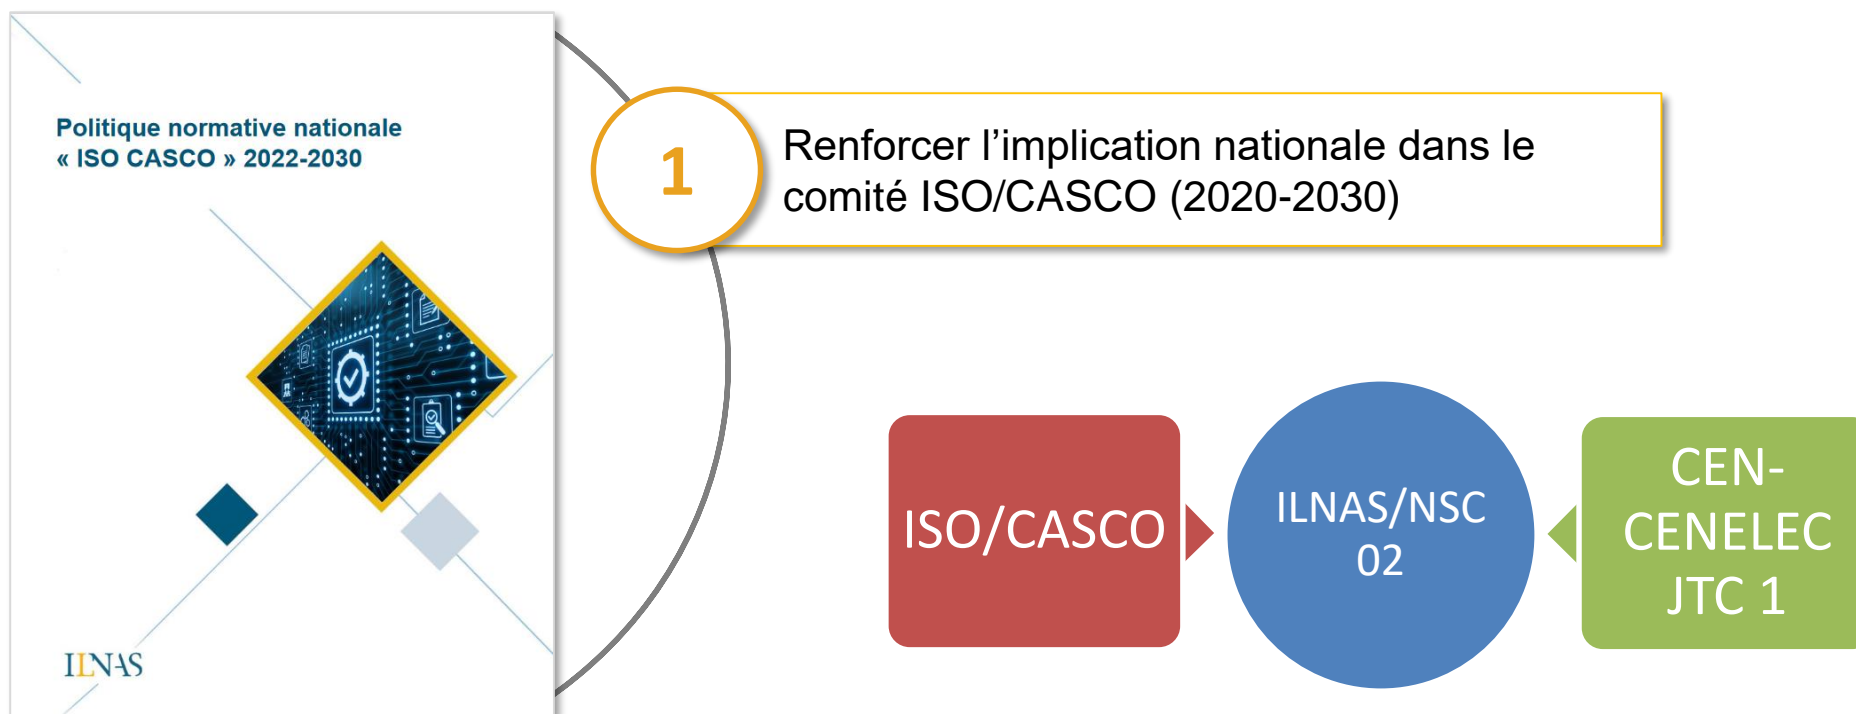 Politique normative nationale
« ISO CASCO » 2022-2030
ILNAS
1
Renforcer l’implication nationale dans le
comité ISO/CASCO (2020-2030)
ISO/CASCO
ILNAS/NSC
02
CEN-
CENELEC
JTC 1